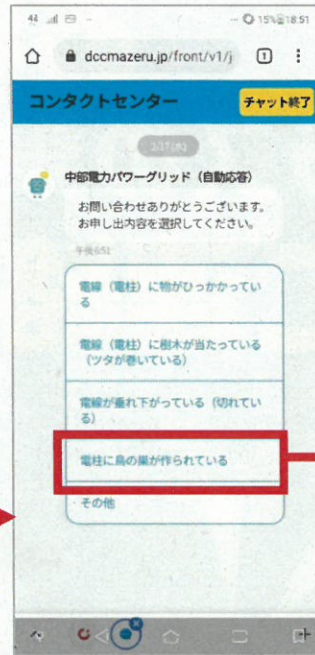 15% 18:51
dccmazeru.jp/front/v1/j
1
コンタクトセンター
チャット終了
中部電力パワーグリッド（自動応答）
お問い合わせありがとうございます。
お申し出内容を選択してください。
午後6:51
電線（電柱）に物がひっかかってい
る
電線（電柱）に樹木が当たっている
（ツタが巻いている）
電線が垂れ下がっている（切れてい
る）
電柱に鳥の巣が作られている
その他